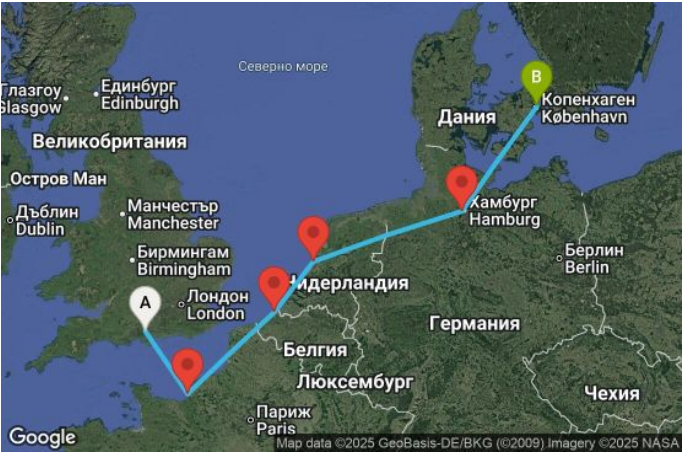 Северно море
Глазгоу
Glasgow
Единбург
Edinburgh
Великобритания
Остров Ман
Дъблин
Dublin
Манчестър
Manchester
Бирмингам
Birmingham
Лондон
London
A
B
Копенхаген
København
Дания
Хамбург
Hamburg
Берлин
Berlin
Нидерландия
Германия
Белгия
Люксембург
Чехия
Париж
Paris
Google
Map data ©2025 GeoBasis-DE/BKG (©2009) Imagery ©2025 NASA